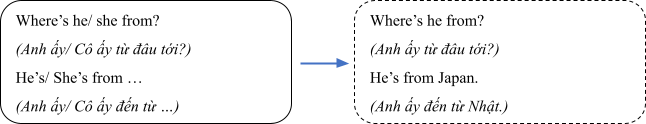 Where’s he/ she from?
(Anh ấy/ Cô ấy từ đâu tới?)
He’s/ She’s from …
(Anh ấy/ Cô ấy đến từ …)
Where’s he from?
(Anh ấy từ đâu tới?)
He’s from Japan.
(Anh ấy đến từ Nhật.)